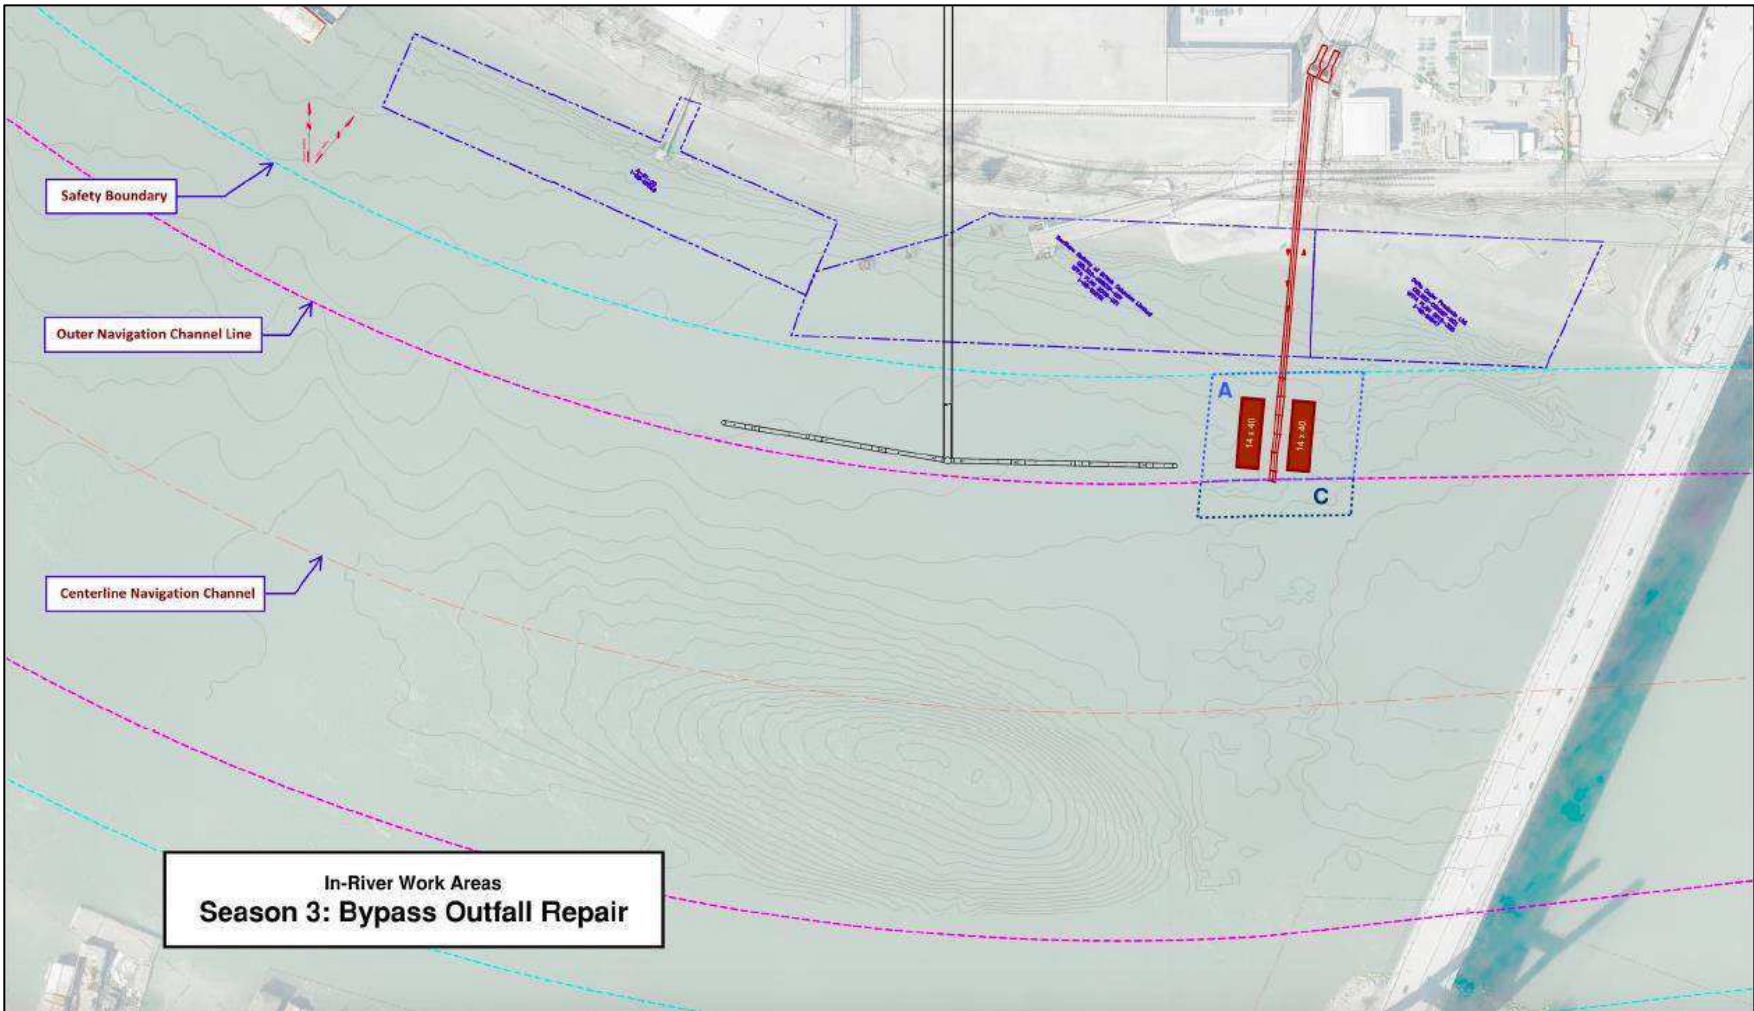 Safety Boundary
Outer Navigation Channel Line
A
14 x 40
14 x 40
C
Centerline Navigation Channel
In-River Work Areas
Season 3: Bypass Outfall Repair